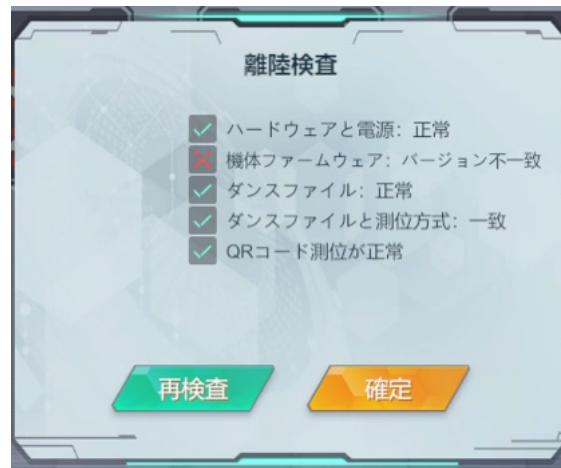 離陸検査
ハードウェアと電源: 正常
機体ファームウェア: バージョン不一致
ダンスファイル: 正常
ダンスファイルと測位方式: 一致
QRコード測位が正常
再検査
確定